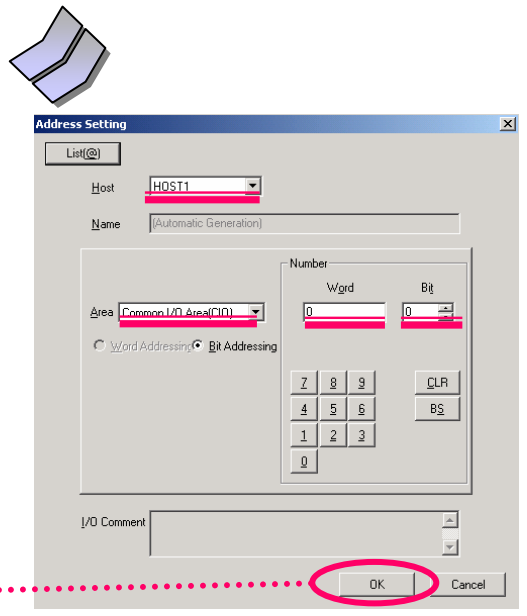 Address Setting
List(@)
Host HOST1
Name (Automatic Generation)
Number
Word Bit
Area Common I/O Area(CIO) 0 0
Word Addressing Bit Addressing
7 8 9 CLR
4 5 6 BS
1 2 3
0
I/O Comment
OK Cancel